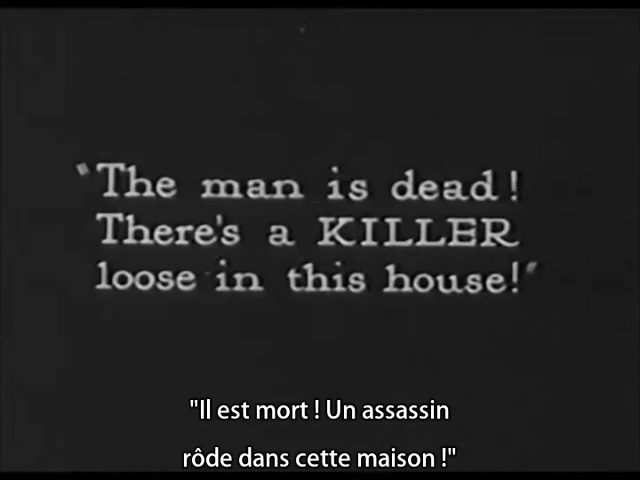 "The man is dead!
There's a KILLER
loose in this house!"
"Il est mort ! Un assassin
rôde dans cette maison !"